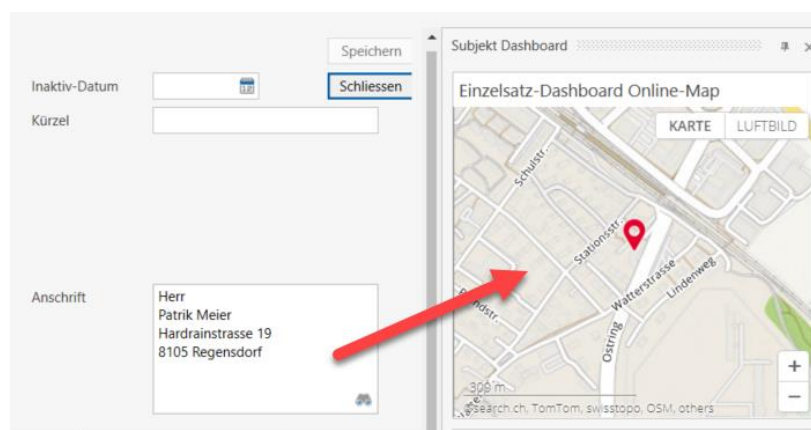 Speichern
Inaktiv-Datum
Schliessen
Kürzel
Anschrift
Herr
Patrik Meier
Hardrainstrasse 19
8105 Regensdorf
Subjekt Dashboard
Einzelsatz-Dashboard Online-Map
KARTE LUFTBILD
Schulstr.
Stationsstr.
Watterstrasse
Lindenweg
Ostring
300 m
©search.ch, TomTom, swisstopo, OSM, others
+
−